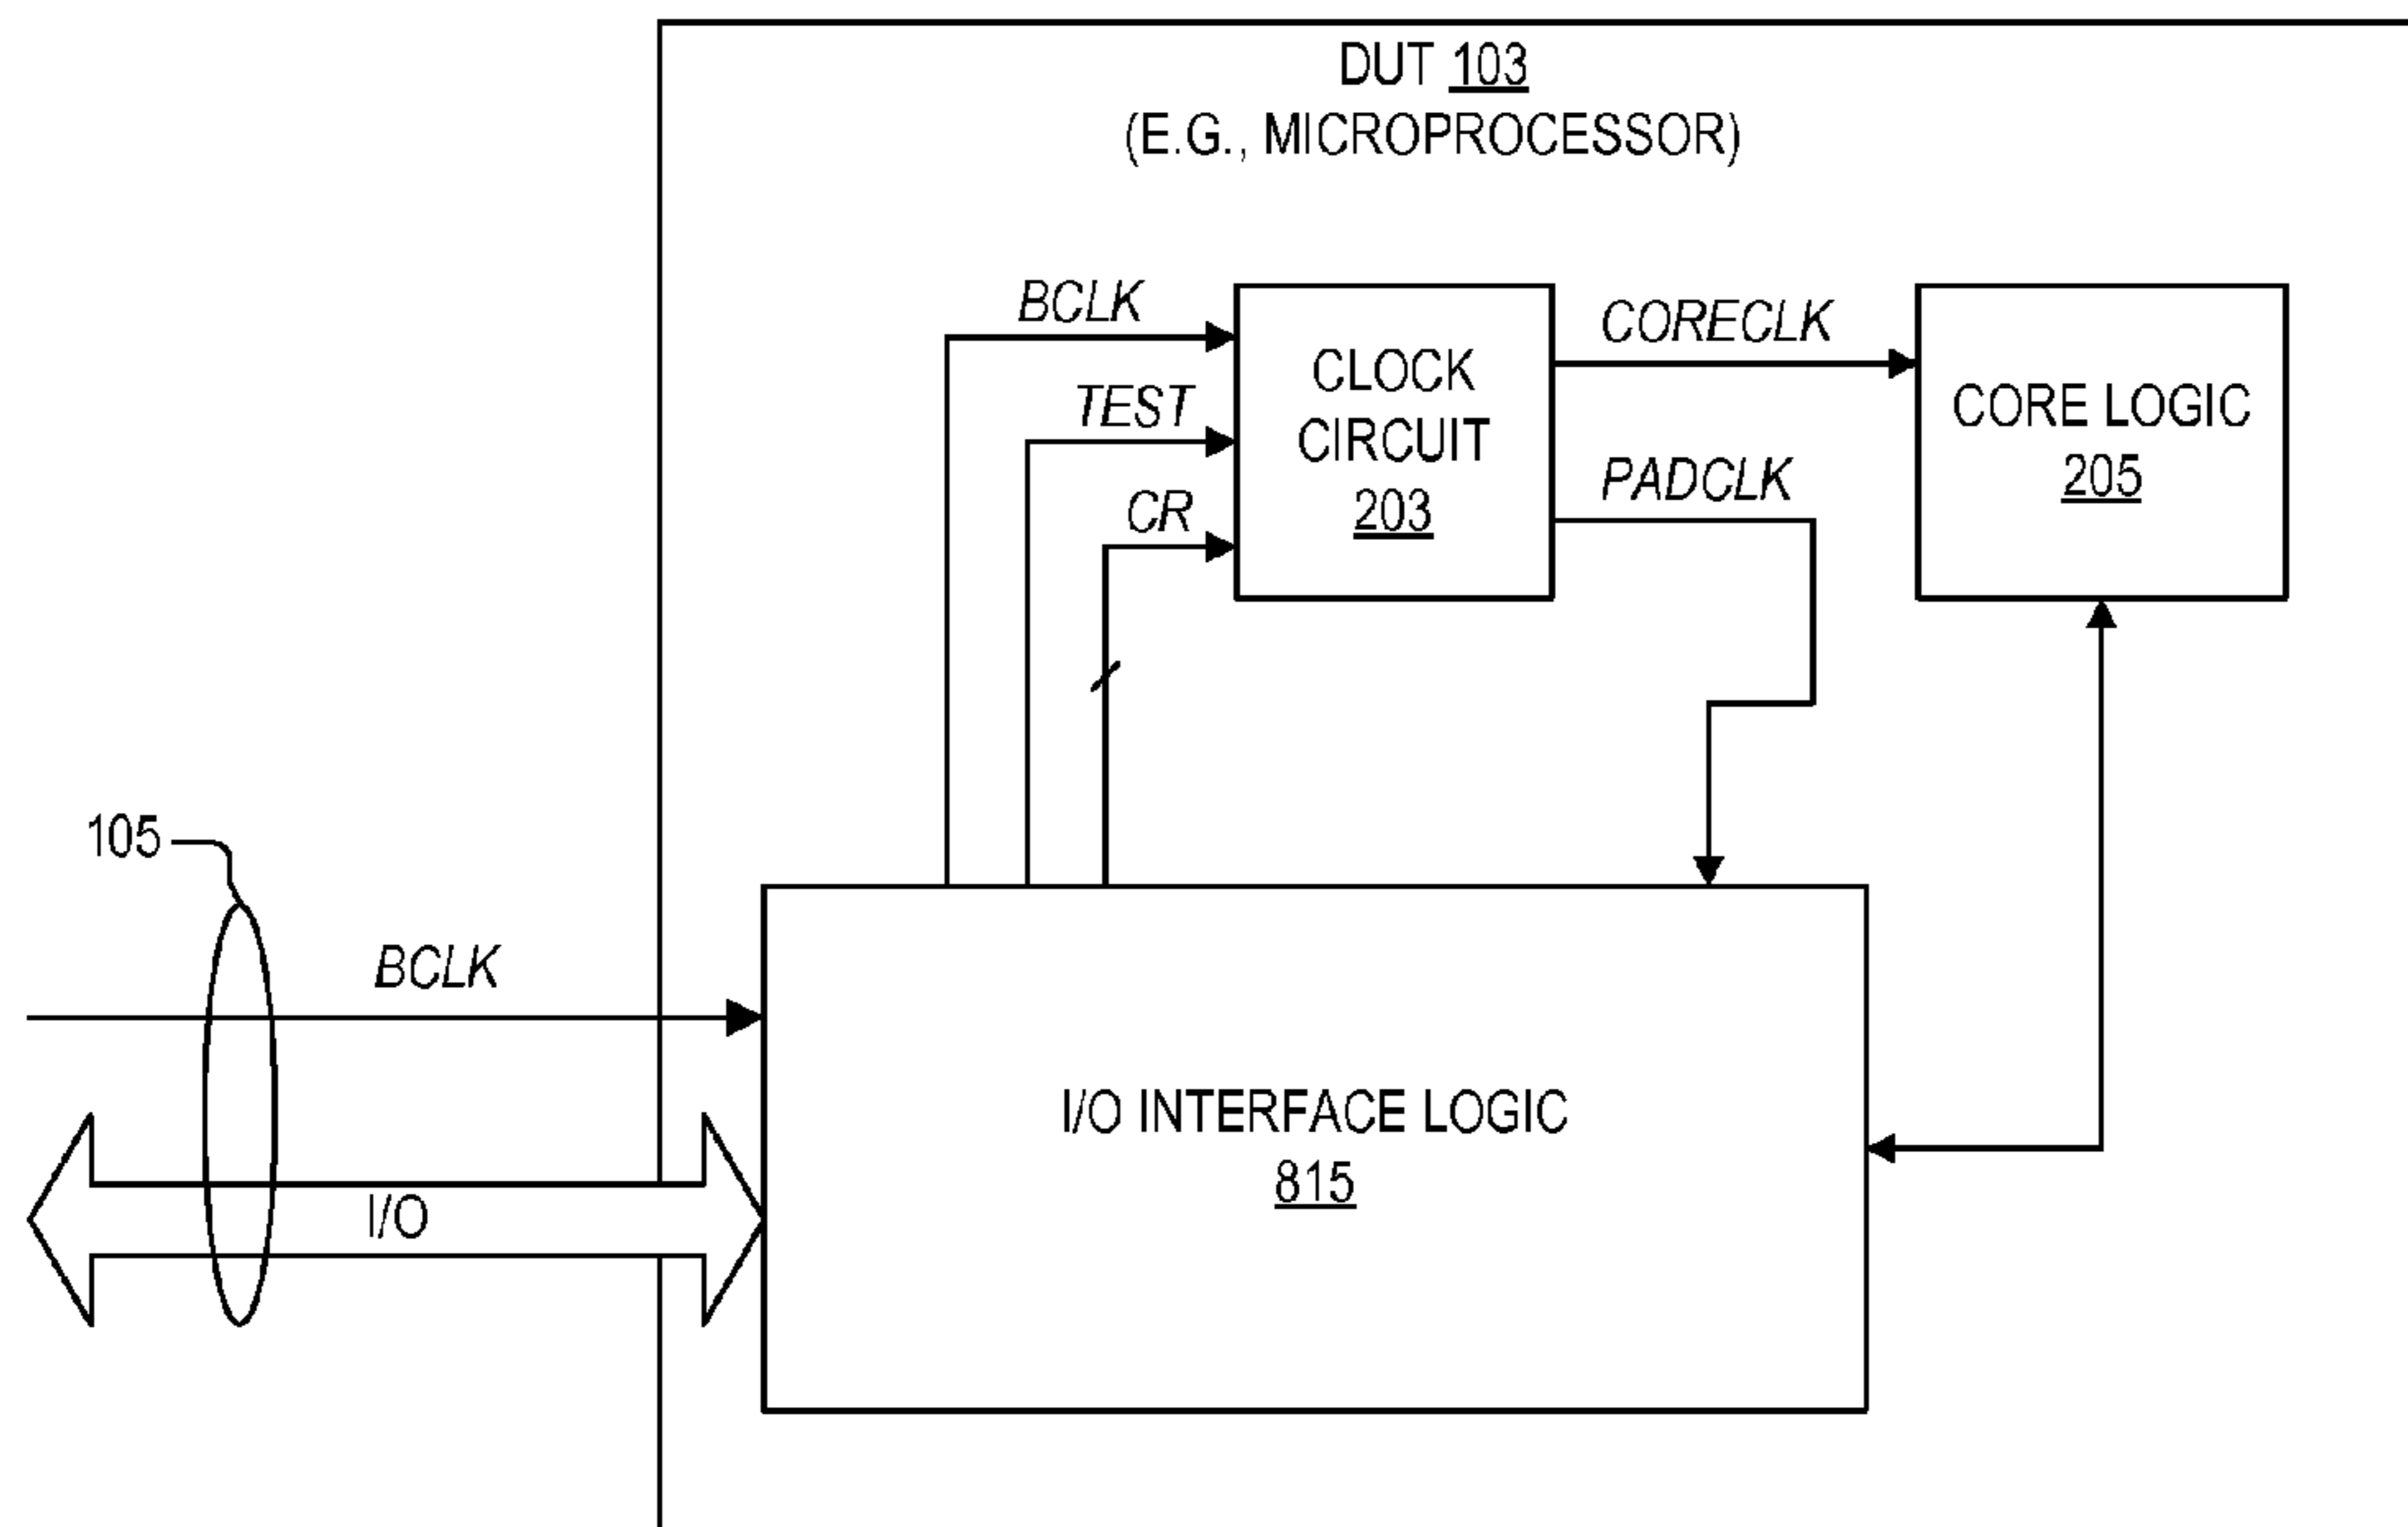 DUT 103
(E.G., MICROPROCESSOR)
BCLK
TEST
CR
CLOCK
CIRCUIT
203
CORECLK
PADCLK
CORE LOGIC
205
105
BCLK
I/O
I/O INTERFACE LOGIC
815